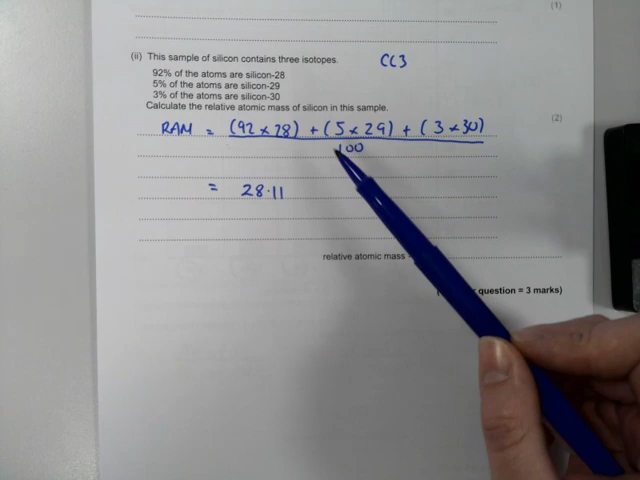 (1)
(ii) This sample of silicon contains three isotopes. CC3
92% of the atoms are silicon-28
5% of the atoms are silicon-29
3% of the atoms are silicon-30
Calculate the relative atomic mass of silicon in this sample.
(2)
RAM = (92 × 28) + (5 × 29) + (3 × 30)
100
= 28.11
relative atomic mass =
question = 3 marks)